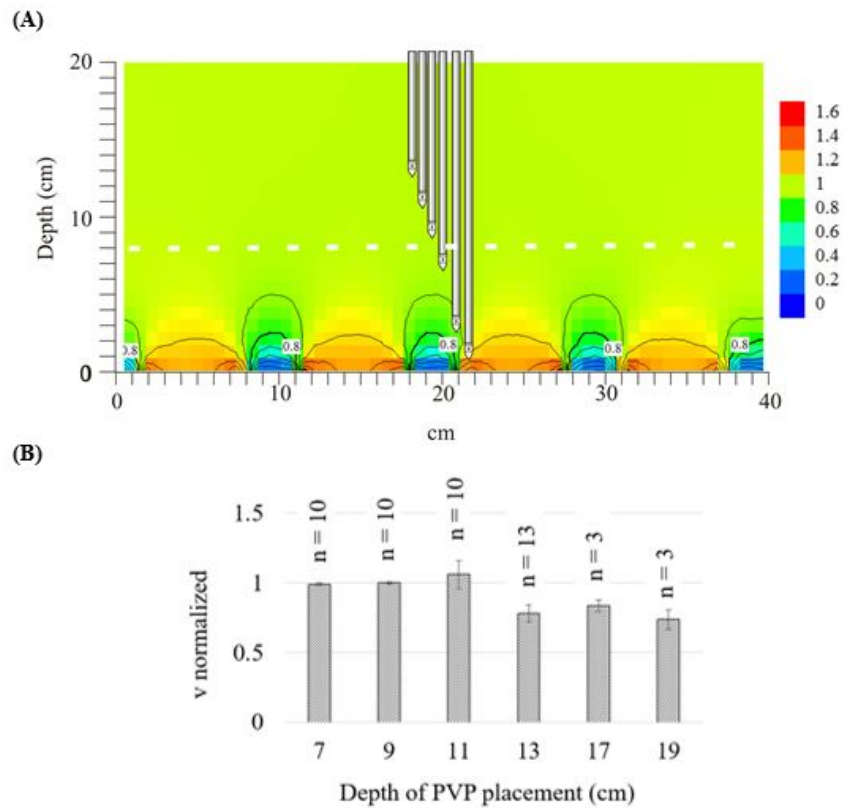 (A)
20
10
0
Depth (cm)
0 10 20 30 40
cm
0.8 0.8 0.8 0.8 0.8
1.6
1.4
1.2
1
0.8
0.6
0.4
0.2
0
(B)
1.5
1
0.5
0
v normalized
n = 10
n = 10
n = 10
n = 13
n = 3
n = 3
7 9 11 13 17 19
Depth of PVP placement (cm)